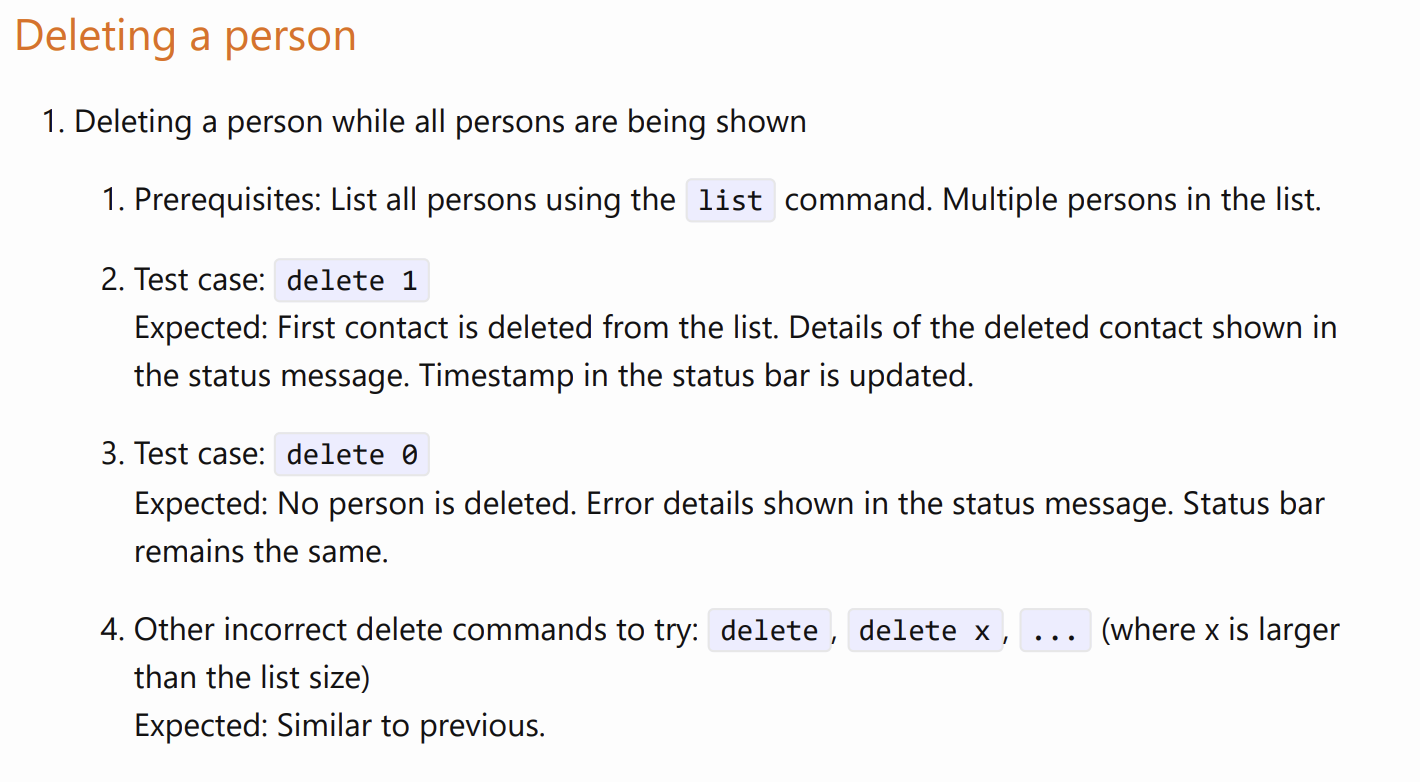 Deleting a person
1. Deleting a person while all persons are being shown
1. Prerequisites: List all persons using the list command. Multiple persons in the list.
2. Test case: delete 1
Expected: First contact is deleted from the list. Details of the deleted contact shown in
the status message. Timestamp in the status bar is updated.
3. Test case: delete 0
Expected: No person is deleted. Error details shown in the status message. Status bar
remains the same.
4. Other incorrect delete commands to try: delete, delete x, ... (where x is larger
than the list size)
Expected: Similar to previous.